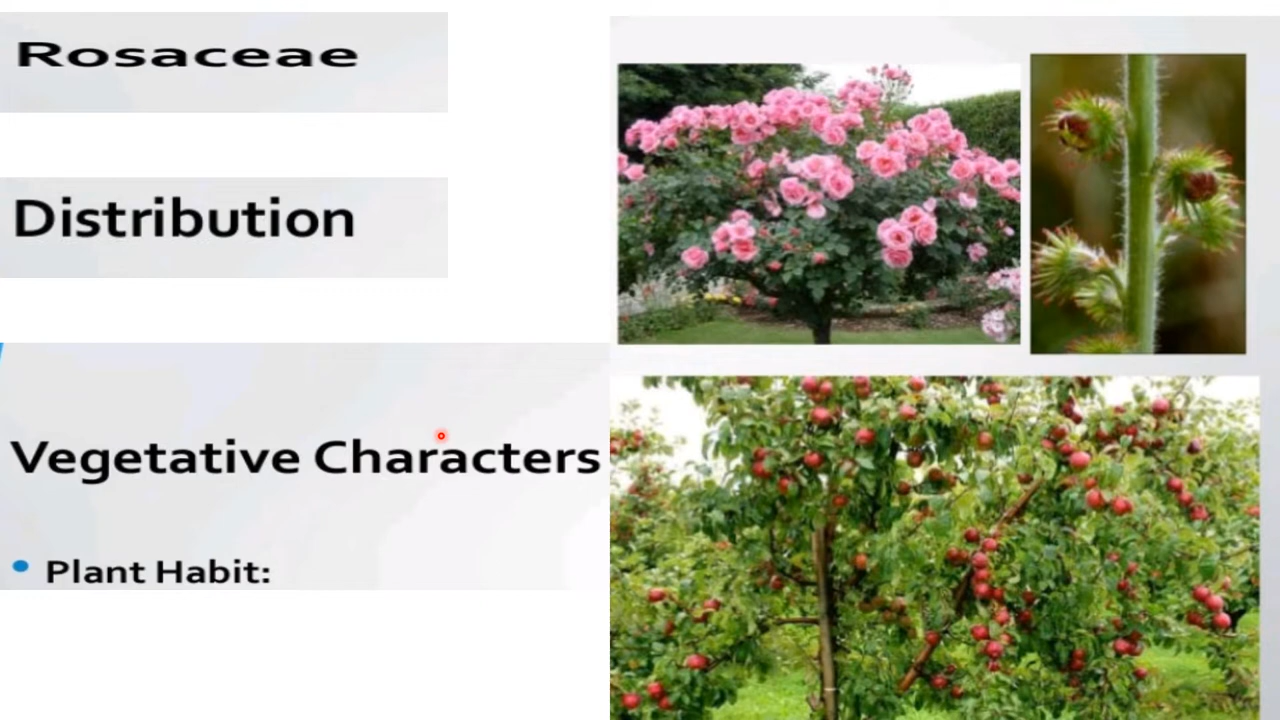 Rosaceae
Distribution
Vegetative Characters
• Plant Habit: